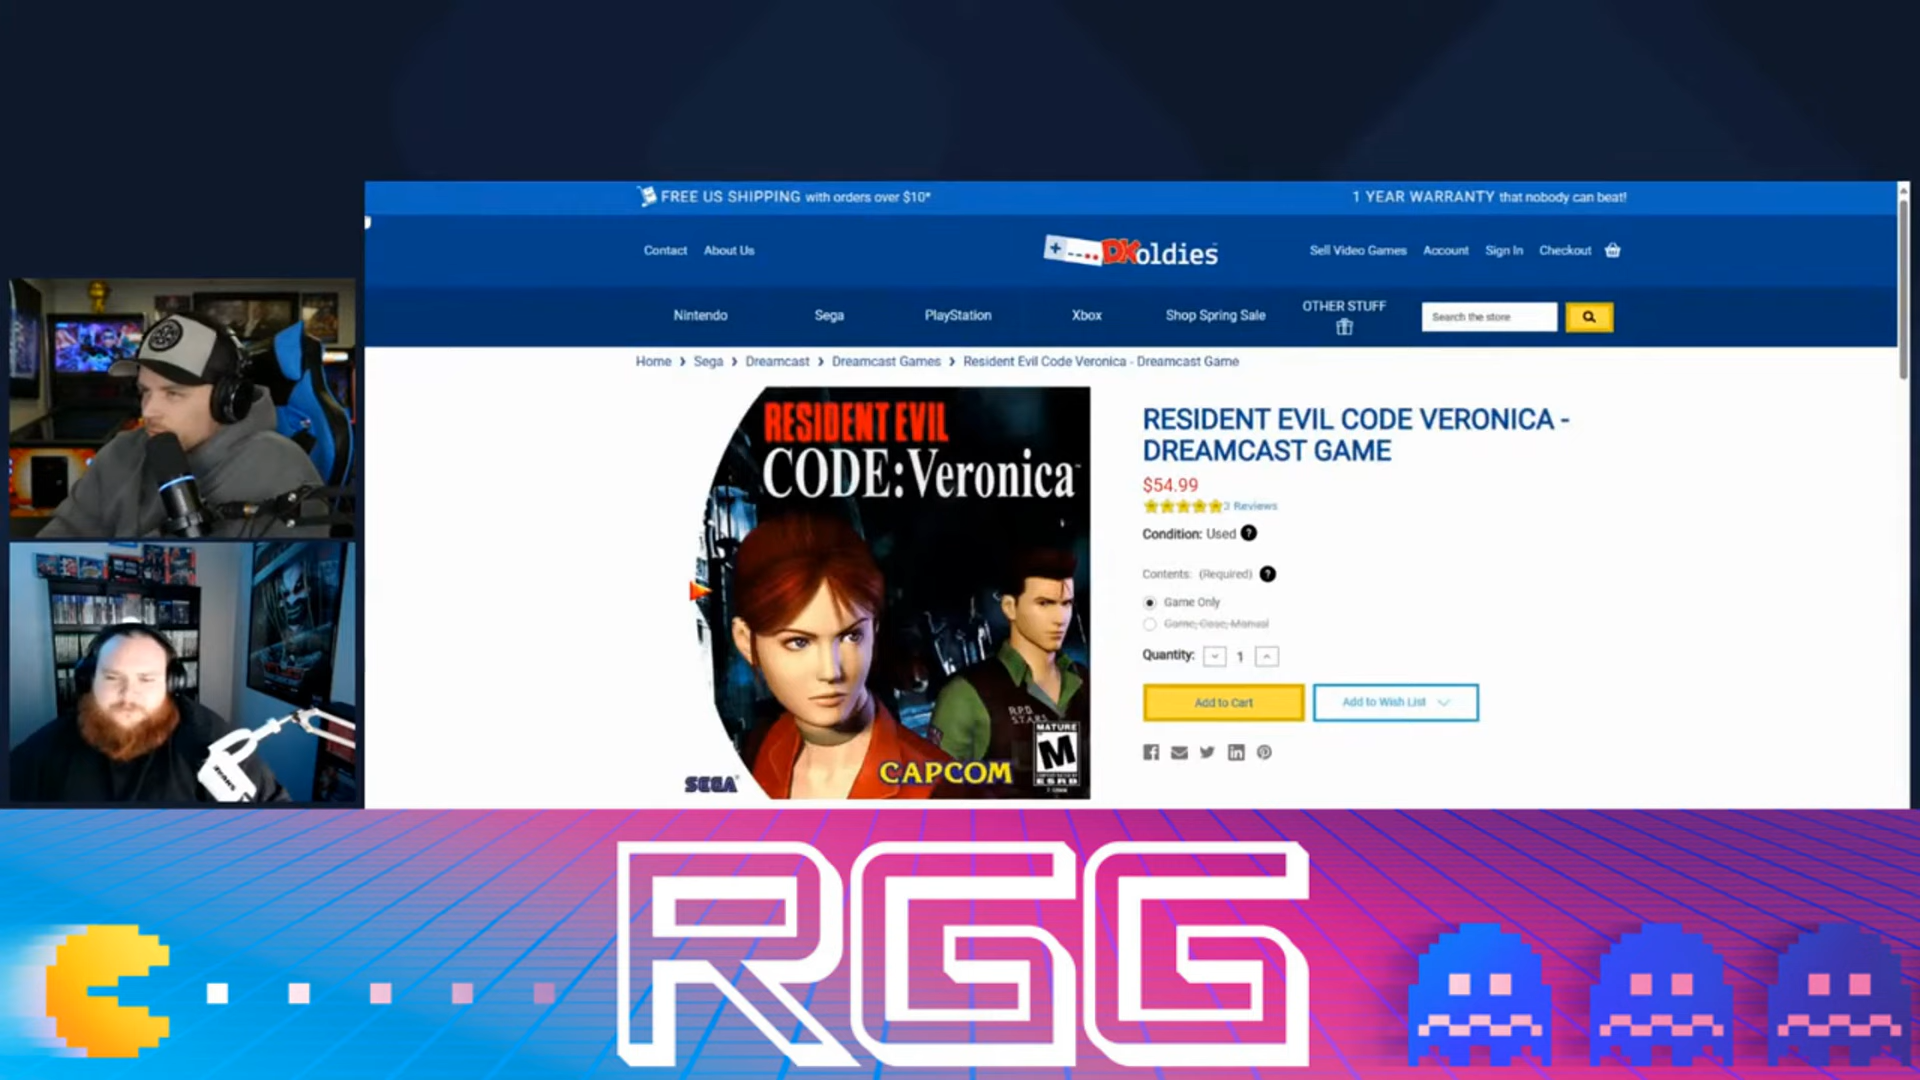 FREE US SHIPPING with orders over $10*
1 YEAR WARRANTY that nobody can beat!
Contact About Us
DKoldies
Sell Video Games Account Sign In Checkout
Nintendo Sega PlayStation Xbox Shop Spring Sale OTHER STUFF
Search the store
Home > Sega > Dreamcast > Dreamcast Games > Resident Evil Code Veronica - Dreamcast Game
RESIDENT EVIL
CODE:Veronica
R.P.D.
S.T.A.R.S.
MATURE
M
ESRB
SEGA
CAPCOM
RESIDENT EVIL CODE VERONICA -
DREAMCAST GAME
$54.99
3 Reviews
Condition: Used ?
Contents: (Required) ?
Game Only
Game, Case, Manual
Quantity: 1
Add to Cart
Add to Wish List
RGG